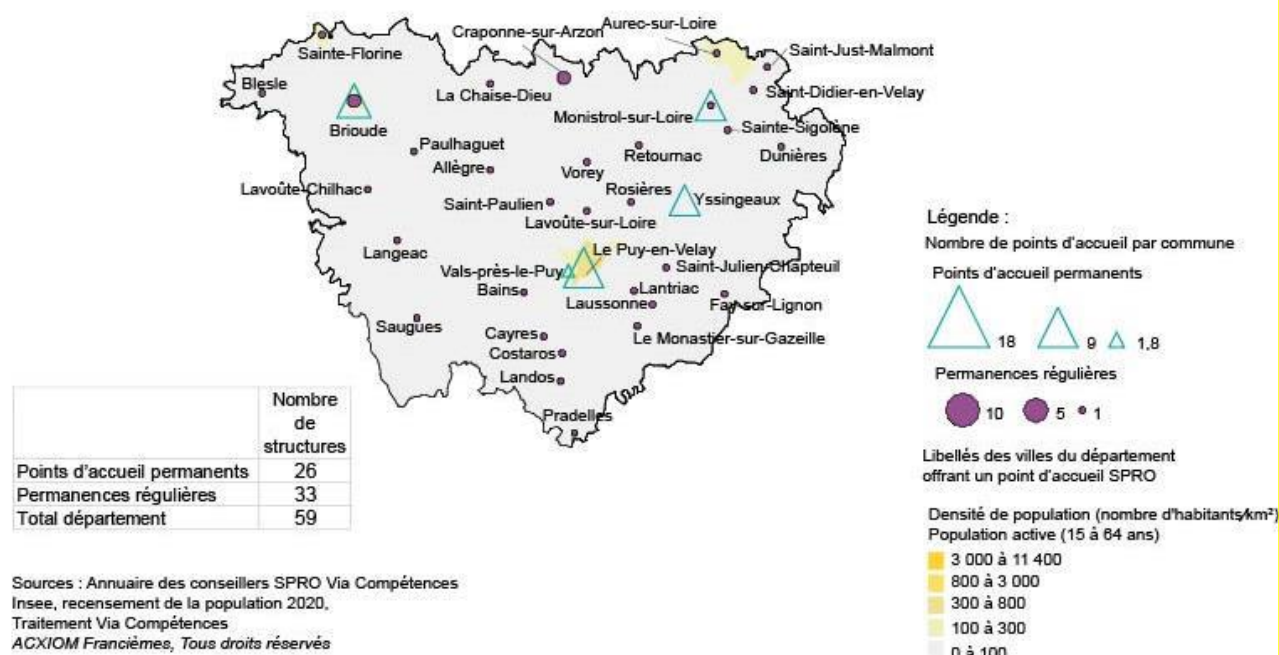 Craponne-sur-Arzon
Aurec-sur-Loire
Sainte-Florine
Saint-Just-Malmont
Blesle
La Chaise-Dieu
Saint-Didier-en-Velay
Monistrol-sur-Loire
Brioude
Sainte-Sigolène
Paulhaguet
Retournac
Dunières
Allègre
Vorey
Lavoûte-Chilhac
Rosières
Yssingeaux
Saint-Paulien
Lavoûte-sur-Loire
Langeac
Le Puy-en-Velay
Vals-près-le-Puy
Saint-Julien-Chapteuil
Bains
Lantriac
Laussonne
Fay-sur-Lignon
Saugues
Cayres
Le Monastier-sur-Gazeille
Costaros
Landos
Pradelles
Légende :
Nombre de points d'accueil par commune
Points d'accueil permanents
18 9 1,8
Permanences régulières
10 5 1
Libellés des villes du département
offrant un point d'accueil SPRO
Densité de population (nombre d'habitants/km²)
Population active (15 à 64 ans)
3 000 à 11 400
800 à 3 000
300 à 800
100 à 300
0 à 100
Nombre
de
structures
Points d'accueil permanents 26
Permanences régulières 33
Total département 59
Sources : Annuaire des conseillers SPRO Via Compétences
Insee, recensement de la population 2020,
Traitement Via Compétences
ACXIOM Francièmes, Tous droits réservés